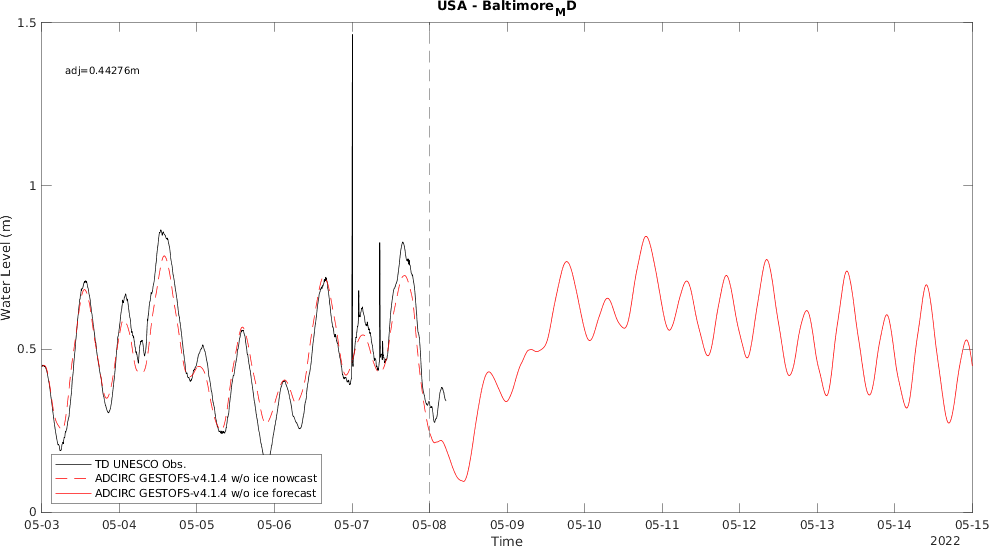 USA - Baltimore_MD
1.5
adj=0.44276m
1
Water Level (m)
0.5
TD UNESCO Obs.
ADCIRC GESTOFS-v4.1.4 w/o ice nowcast
ADCIRC GESTOFS-v4.1.4 w/o ice forecast
0
05-03 05-04 05-05 05-06 05-07 05-08 05-09 05-10 05-11 05-12 05-13 05-14 05-15
Time
2022